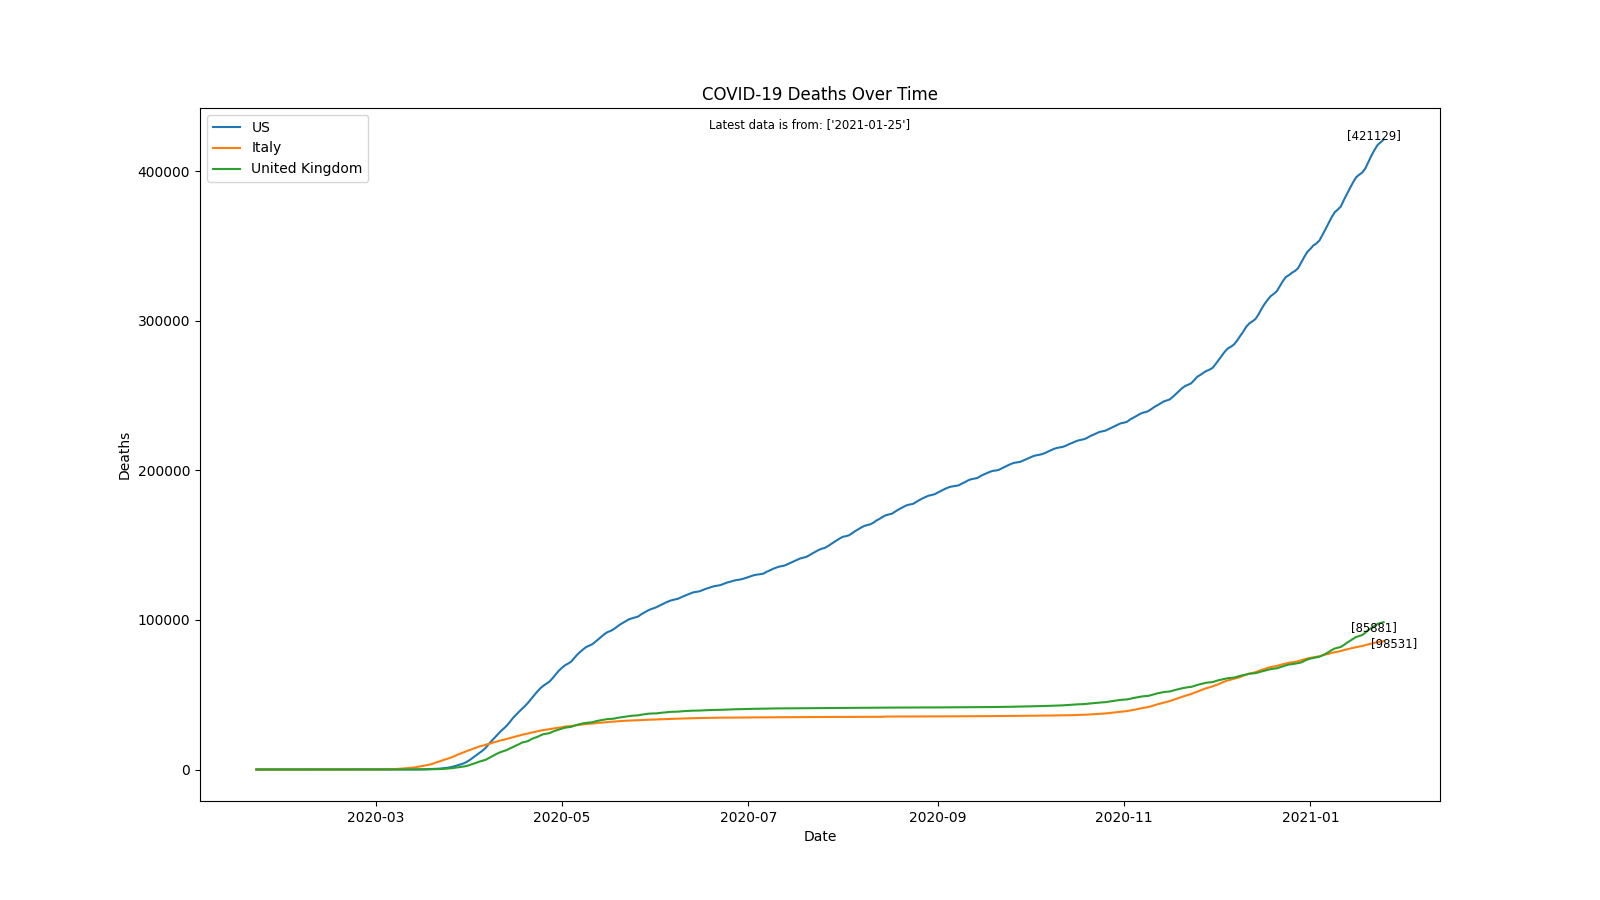 COVID-19 Deaths Over Time
Latest data is from: ['2021-01-25']
US
Italy
United Kingdom
[421129]
400000
300000
200000
100000
0
[85881]
[98531]
Deaths
2020-03
2020-05
2020-07
2020-09
2020-11
2021-01
Date